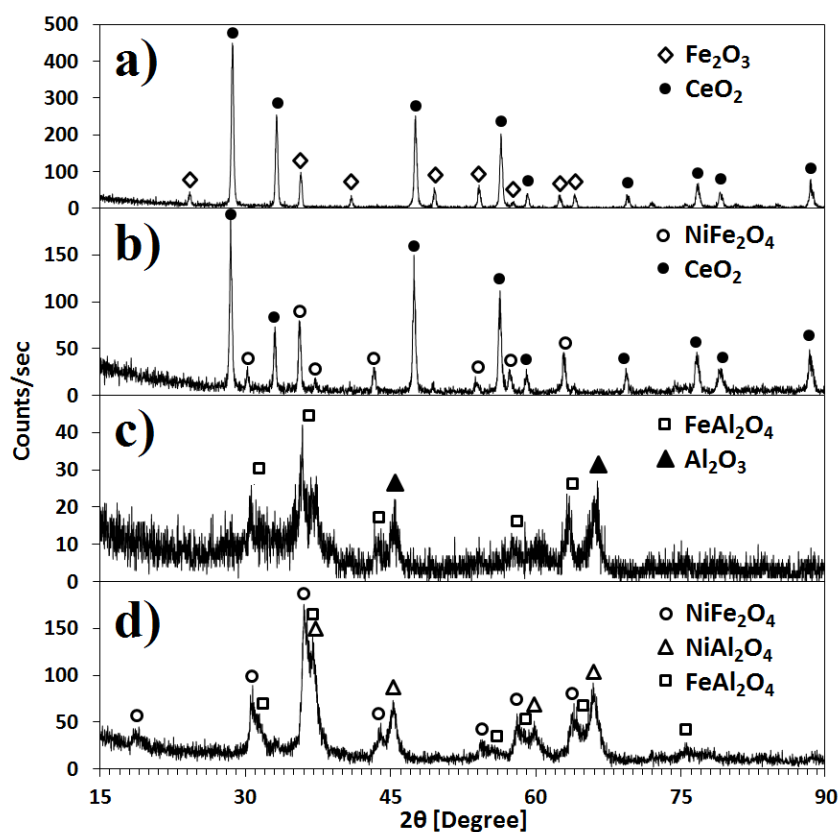 500
400
300
200
100
0
a)
Fe₂O₃
CeO₂
150
100
50
0
b)
NiFe₂O₄
CeO₂
Counts/sec
40
30
20
10
0
c)
FeAl₂O₄
Al₂O₃
150
100
50
0
d)
NiFe₂O₄
NiAl₂O₄
FeAl₂O₄
15 30 45 60 75 90
2θ [Degree]